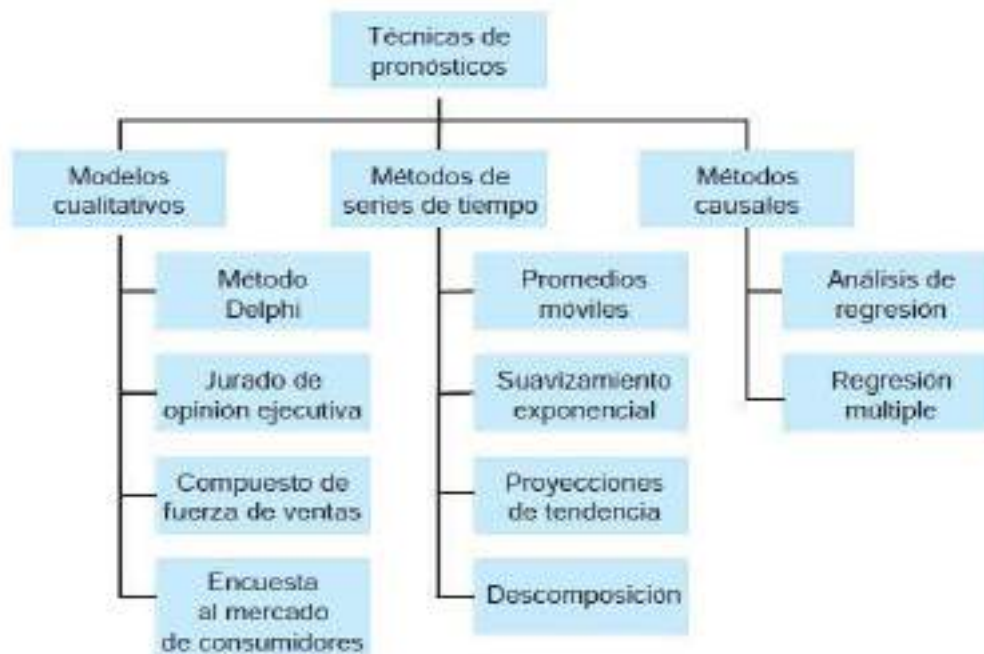 Técnicas de
pronósticos
Modelos
cualitativos
Métodos de
series de tiempo
Métodos
causales
Método
Delphi
Jurado de
opinión ejecutiva
Compuesto de
fuerza de ventas
Encuesta
al mercado
de consumidores
Promedios
móviles
Suavizamiento
exponencial
Proyecciones
de tendencia
Descomposición
Análisis de
regresión
Regresión
múltiple